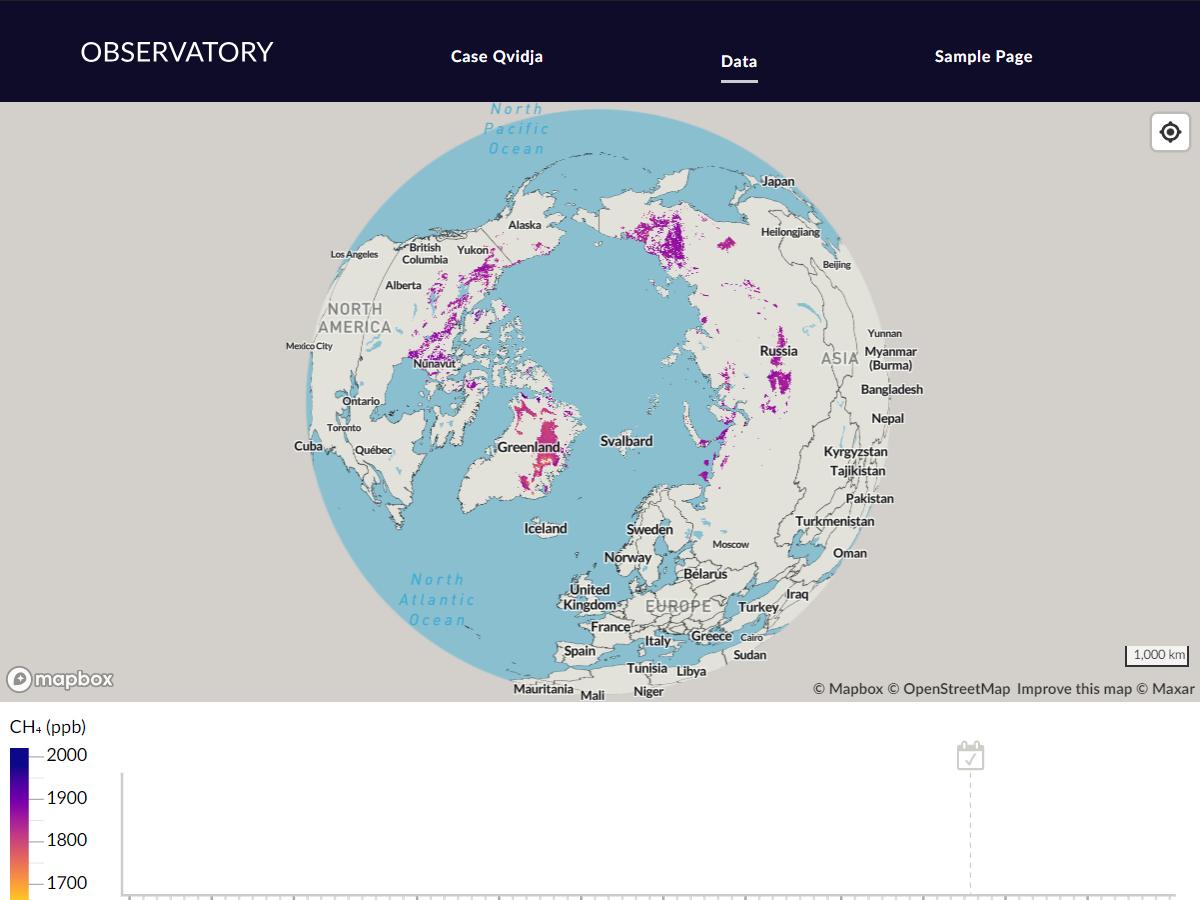 OBSERVATORY
Case Qvidja
Data
Sample Page
North
Pacific
Ocean
Japan
Alaska
Heilongjiang
British
Columbia
Yukon
Los Angeles
Beijing
Alberta
NORTH
AMERICA
Yunnan
Mexico City
Russia
ASIA
Myanmar
(Burma)
Nunavut
Bangladesh
Ontario
Nepal
Toronto
Cuba
Québec
Greenland
Svalbard
Kyrgyzstan
Tajikistan
Pakistan
Iceland
Sweden
Turkmenistan
Moscow
Norway
Oman
Belarus
North
Atlantic
Ocean
United
Kingdom
EUROPE
Turkey
Iraq
France
Italy
Greece
Cairo
Spain
Sudan
Tunisia
Libya
Mauritania
Mali
Niger
1,000 km
mapbox
© Mapbox © OpenStreetMap Improve this map © Maxar
CH₄ (ppb)
2000
1900
1800
1700